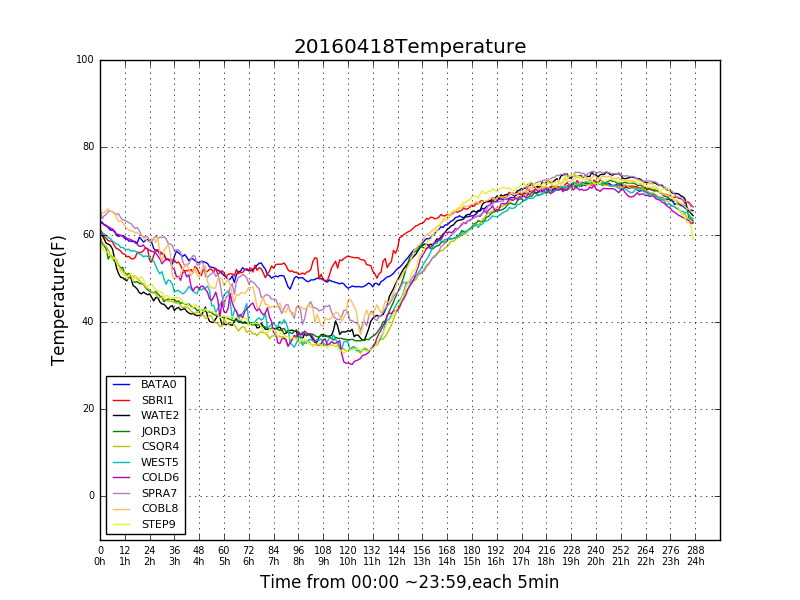 20160418Temperature
100
80
60
40
20
0
Temperature(F)
BATA0
SBRI1
WATE2
JORD3
CSQR4
WEST5
COLD6
SPRA7
COBL8
STEP9
0 12 24 36 48 60 72 84 96 108 120 132 144 156 168 180 192 204 216 228 240 252 264 276 288
0h 1h 2h 3h 4h 5h 6h 7h 8h 9h 10h 11h 12h 13h 14h 15h 16h 17h 18h 19h 20h 21h 22h 23h 24h
Time from 00:00 ~23:59,each 5min